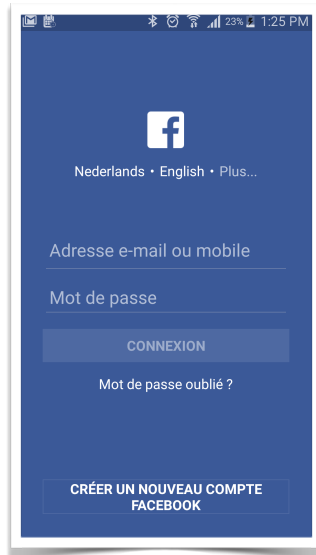 23% 1:25 PM
f
Nederlands • English • Plus...
Adresse e-mail ou mobile
Mot de passe
CONNEXION
Mot de passe oublié ?
CRÉER UN NOUVEAU COMPTE
FACEBOOK